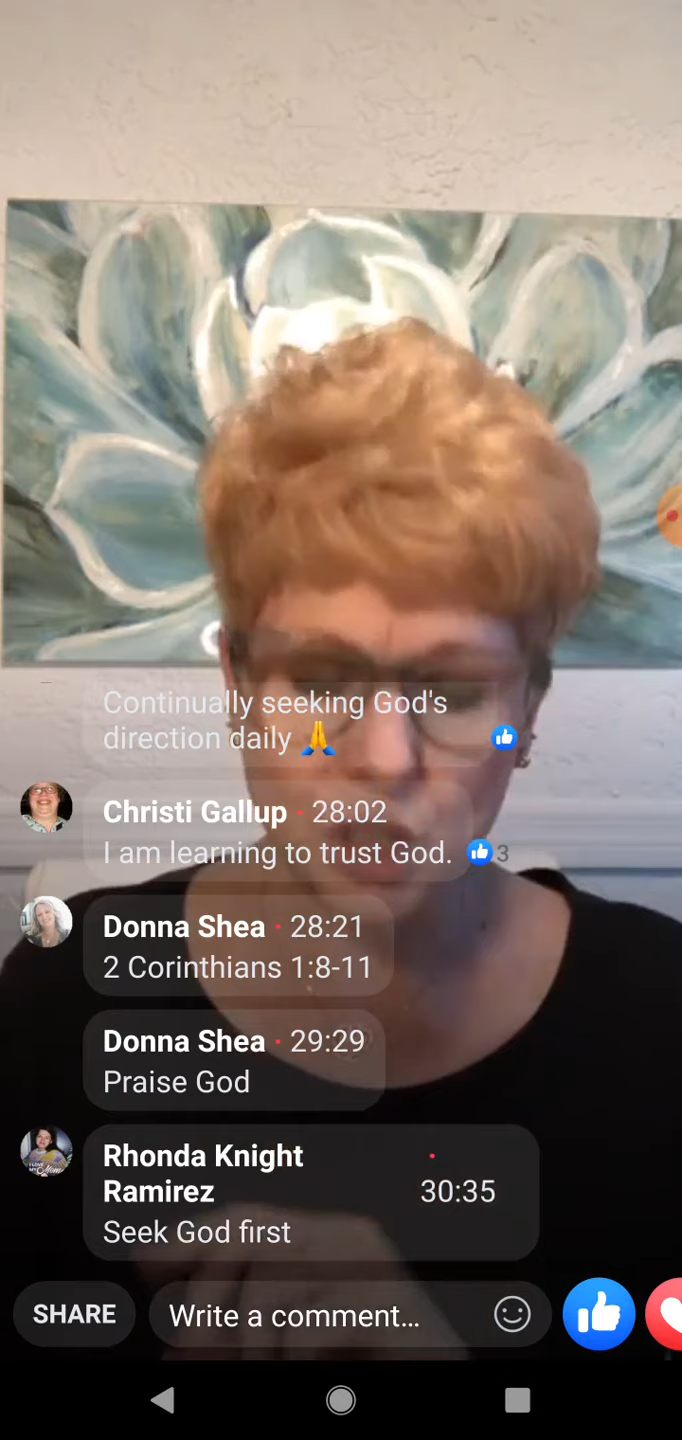 Continually seeking God's
direction daily 🙏
Christi Gallup · 28:02
I am learning to trust God. 3
Donna Shea · 28:21
2 Corinthians 1:8-11
Donna Shea · 29:29
Praise God
Rhonda Knight ·
Ramirez 30:35
Seek God first
SHARE Write a comment...